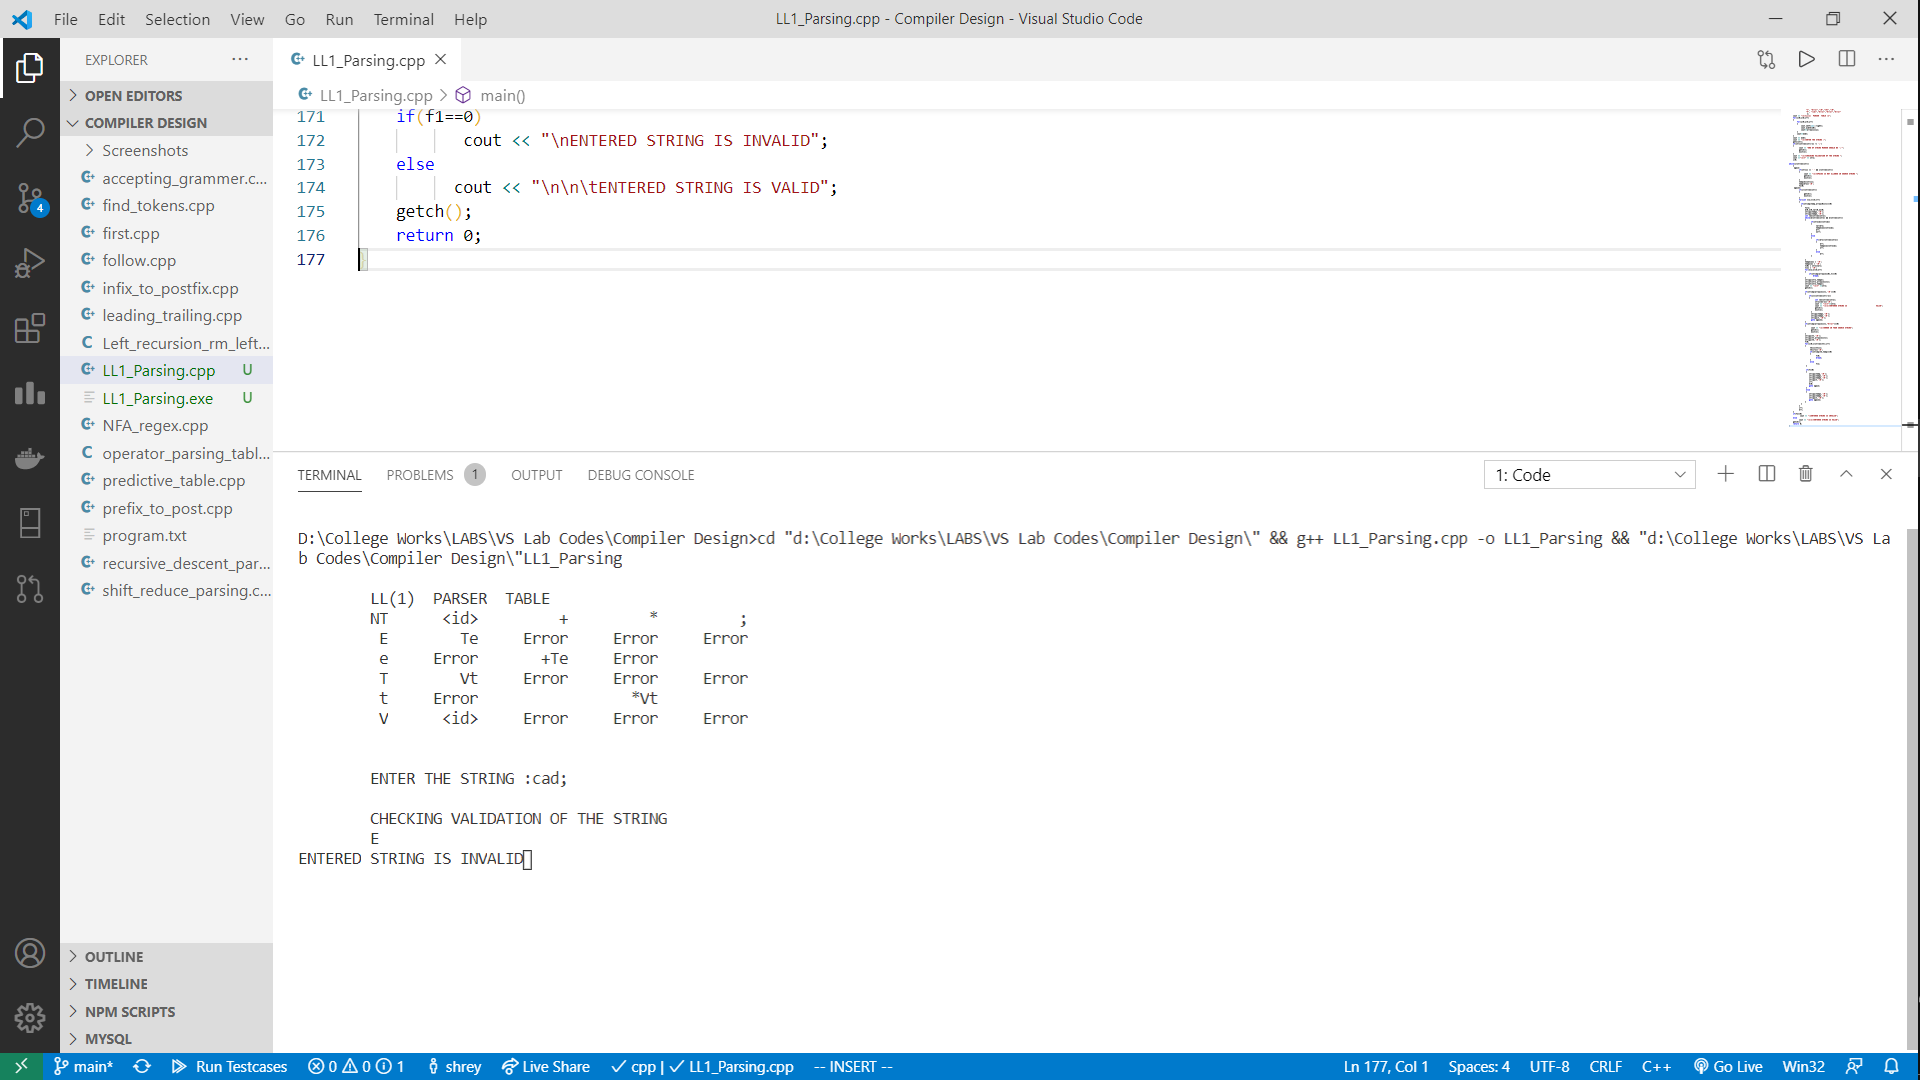 File Edit Selection View Go Run Terminal Help
LL1_Parsing.cpp - Compiler Design - Visual Studio Code
EXPLORER
OPEN EDITORS
COMPILER DESIGN
Screenshots
accepting_grammer.c...
find_tokens.cpp
first.cpp
follow.cpp
infix_to_postfix.cpp
leading_trailing.cpp
Left_recursion_rm_left...
LL1_Parsing.cpp U
LL1_Parsing.exe U
NFA_regex.cpp
operator_parsing_tabl...
predictive_table.cpp
prefix_to_post.cpp
program.txt
recursive_descent_par...
shift_reduce_parsing.c...
OUTLINE
TIMELINE
NPM SCRIPTS
MYSQL
4
LL1_Parsing.cpp
LL1_Parsing.cpp > main()
171 if(f1==0)
172 cout << "\nENTERED STRING IS INVALID";
173 else
174 cout << "\n\n\tENTERED STRING IS VALID";
175 getch();
176 return 0;
177
TERMINAL PROBLEMS 1 OUTPUT DEBUG CONSOLE
1: Code
D:\College Works\LABS\VS Lab Codes\Compiler Design>cd "d:\College Works\LABS\VS Lab Codes\Compiler Design\" && g++ LL1_Parsing.cpp -o LL1_Parsing && "d:\College Works\LABS\VS La
b Codes\Compiler Design\"LL1_Parsing
LL(1) PARSER TABLE
NT <id> + * ;
E Te Error Error Error
e Error +Te Error
T Vt Error Error Error
t Error *Vt
V <id> Error Error Error
ENTER THE STRING :cad;
CHECKING VALIDATION OF THE STRING
E
ENTERED STRING IS INVALID
main* Run Testcases 0 0 1 shrey Live Share cpp | LL1_Parsing.cpp -- INSERT --
Ln 177, Col 1 Spaces: 4 UTF-8 CRLF C++ Go Live Win32